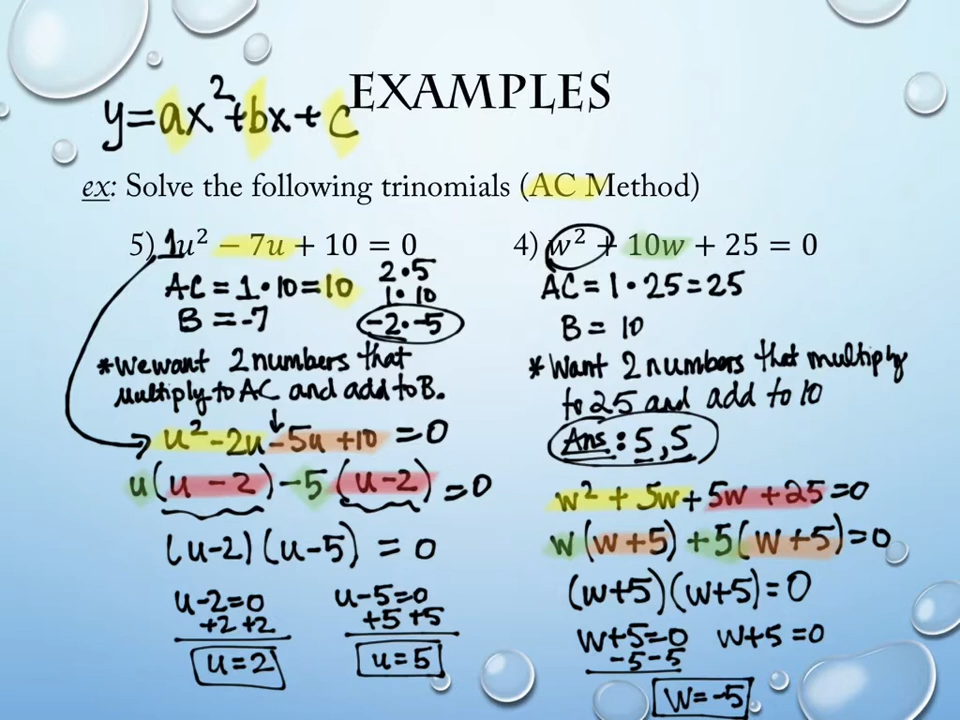 EXAMPLES
y=ax²+bx+c
ex: Solve the following trinomials (AC Method)
5) 1u² − 7u + 10 = 0
AC = 1•10=10
2•5
1•10
B = -7
-2•-5
*We want 2 numbers that
multiply to AC and add to B.
u²-2u-5u+10=0
u(u-2)-5(u-2)=0
(u-2)(u-5)=0
u-2=0
+2 +2
u=2
u-5=0
+5 +5
u=5
4) w² + 10w + 25 = 0
AC=1•25=25
B=10
*Want 2 numbers that multiply
to 25 and add to 10
Ans: 5,5
w²+5w+5w+25=0
w(w+5)+5(w+5)=0
(w+5)(w+5)=0
w+5=0 w+5=0
-5 -5
w=-5